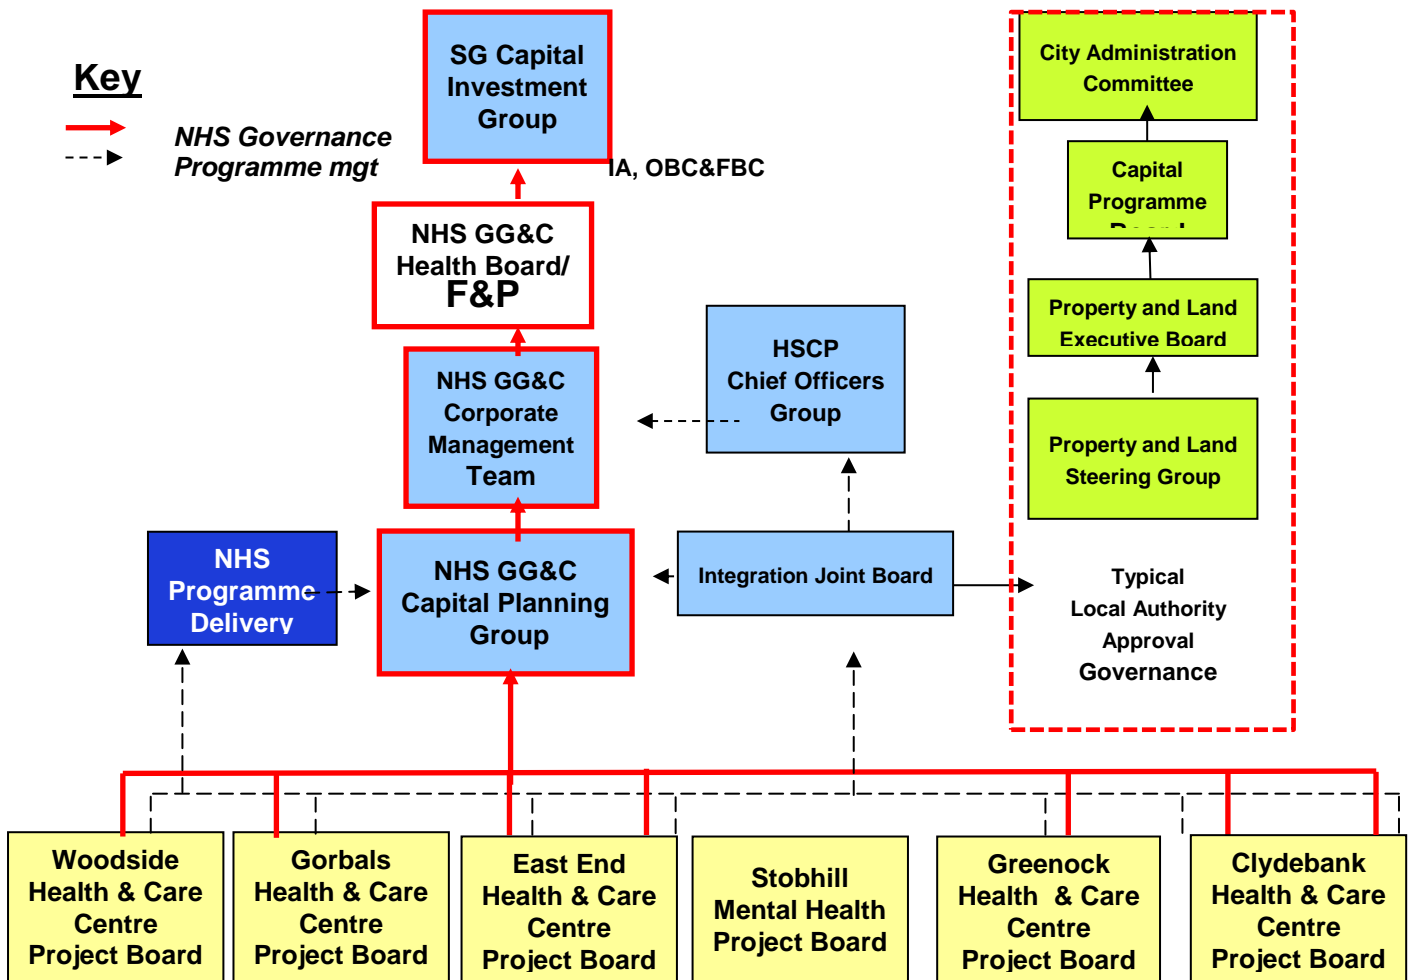 Key
NHS Governance
Programme mgt
SG Capital
Investment
Group
IA, OBC&FBC
NHS GG&C
Health Board/
F&P
NHS GG&C
Corporate
Management
Team
HSCP
Chief Officers
Group
NHS
Programme
Delivery
NHS GG&C
Capital Planning
Group
Integration Joint Board
City Administration
Committee
Capital
Programme
Board
Property and Land
Executive Board
Property and Land
Steering Group
Typical
Local Authority
Approval
Governance
Woodside
Health & Care
Centre
Project Board
Gorbals
Health & Care
Centre
Project Board
East End
Health & Care
Centre
Project Board
Stobhill
Mental Health
Project Board
Greenock
Health & Care
Centre
Project Board
Clydebank
Health & Care
Centre
Project Board